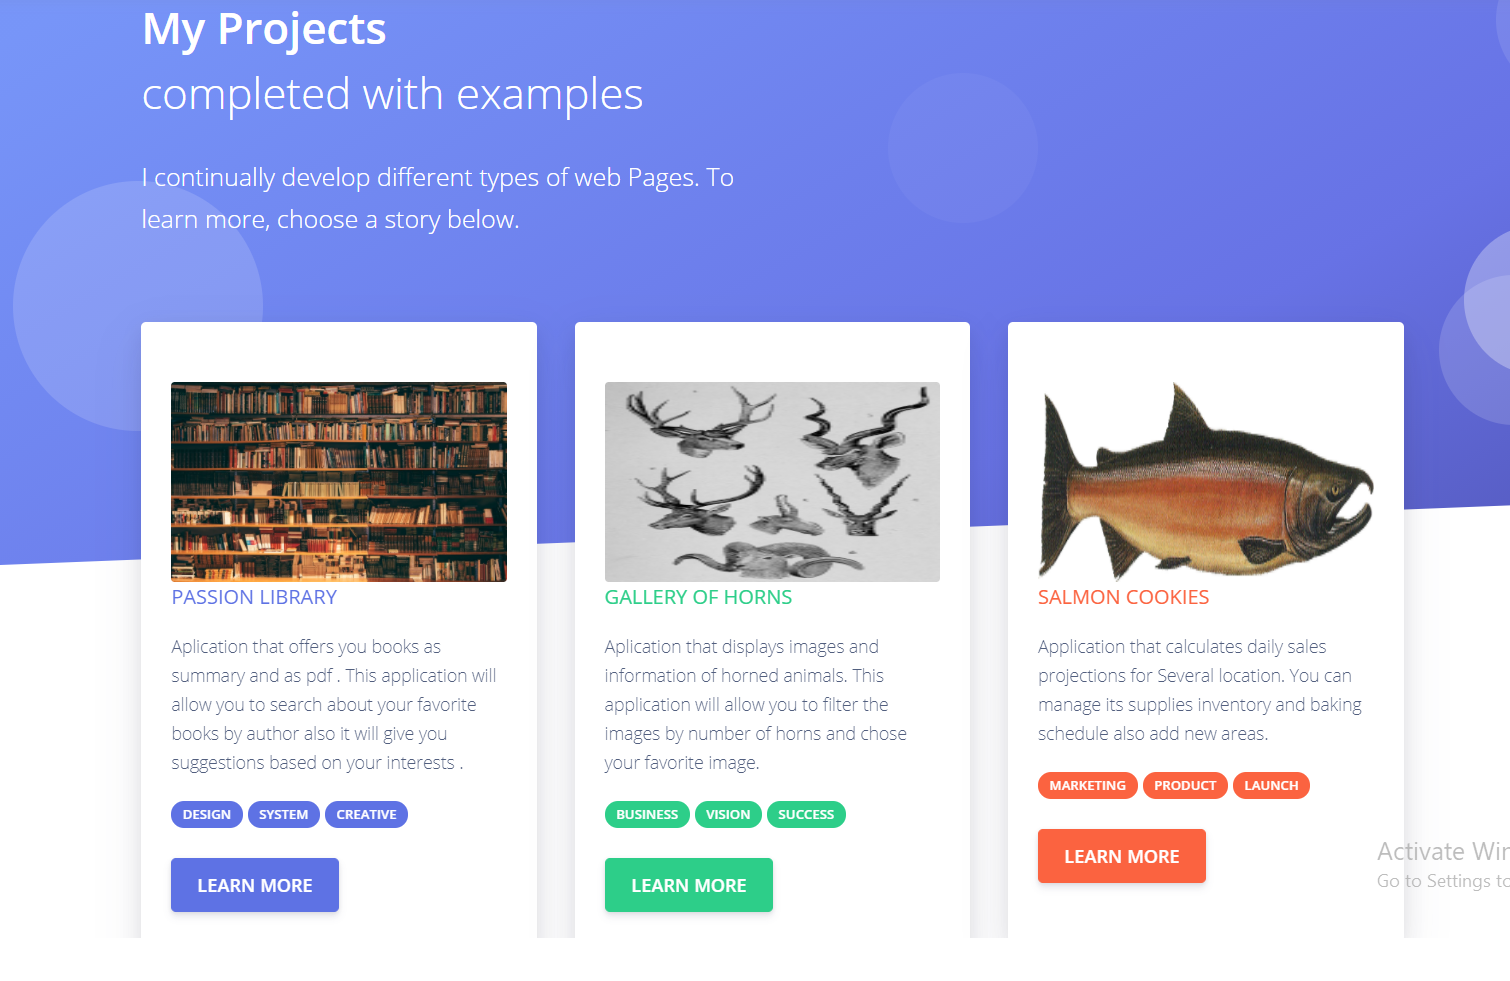 My Projects
completed with examples
I continually develop different types of web Pages. To
learn more, choose a story below.
PASSION LIBRARY
Aplication that offers you books as
summary and as pdf . This application will
allow you to search about your favorite
books by author also it will give you
suggestions based on your interests .
DESIGN SYSTEM CREATIVE
LEARN MORE
GALLERY OF HORNS
Aplication that displays images and
information of horned animals. This
application will allow you to filter the
images by number of horns and chose
your favorite image.
BUSINESS VISION SUCCESS
LEARN MORE
SALMON COOKIES
Application that calculates daily sales
projections for Several location. You can
manage its supplies inventory and baking
schedule also add new areas.
MARKETING PRODUCT LAUNCH
LEARN MORE
Activate Win
Go to Settings to